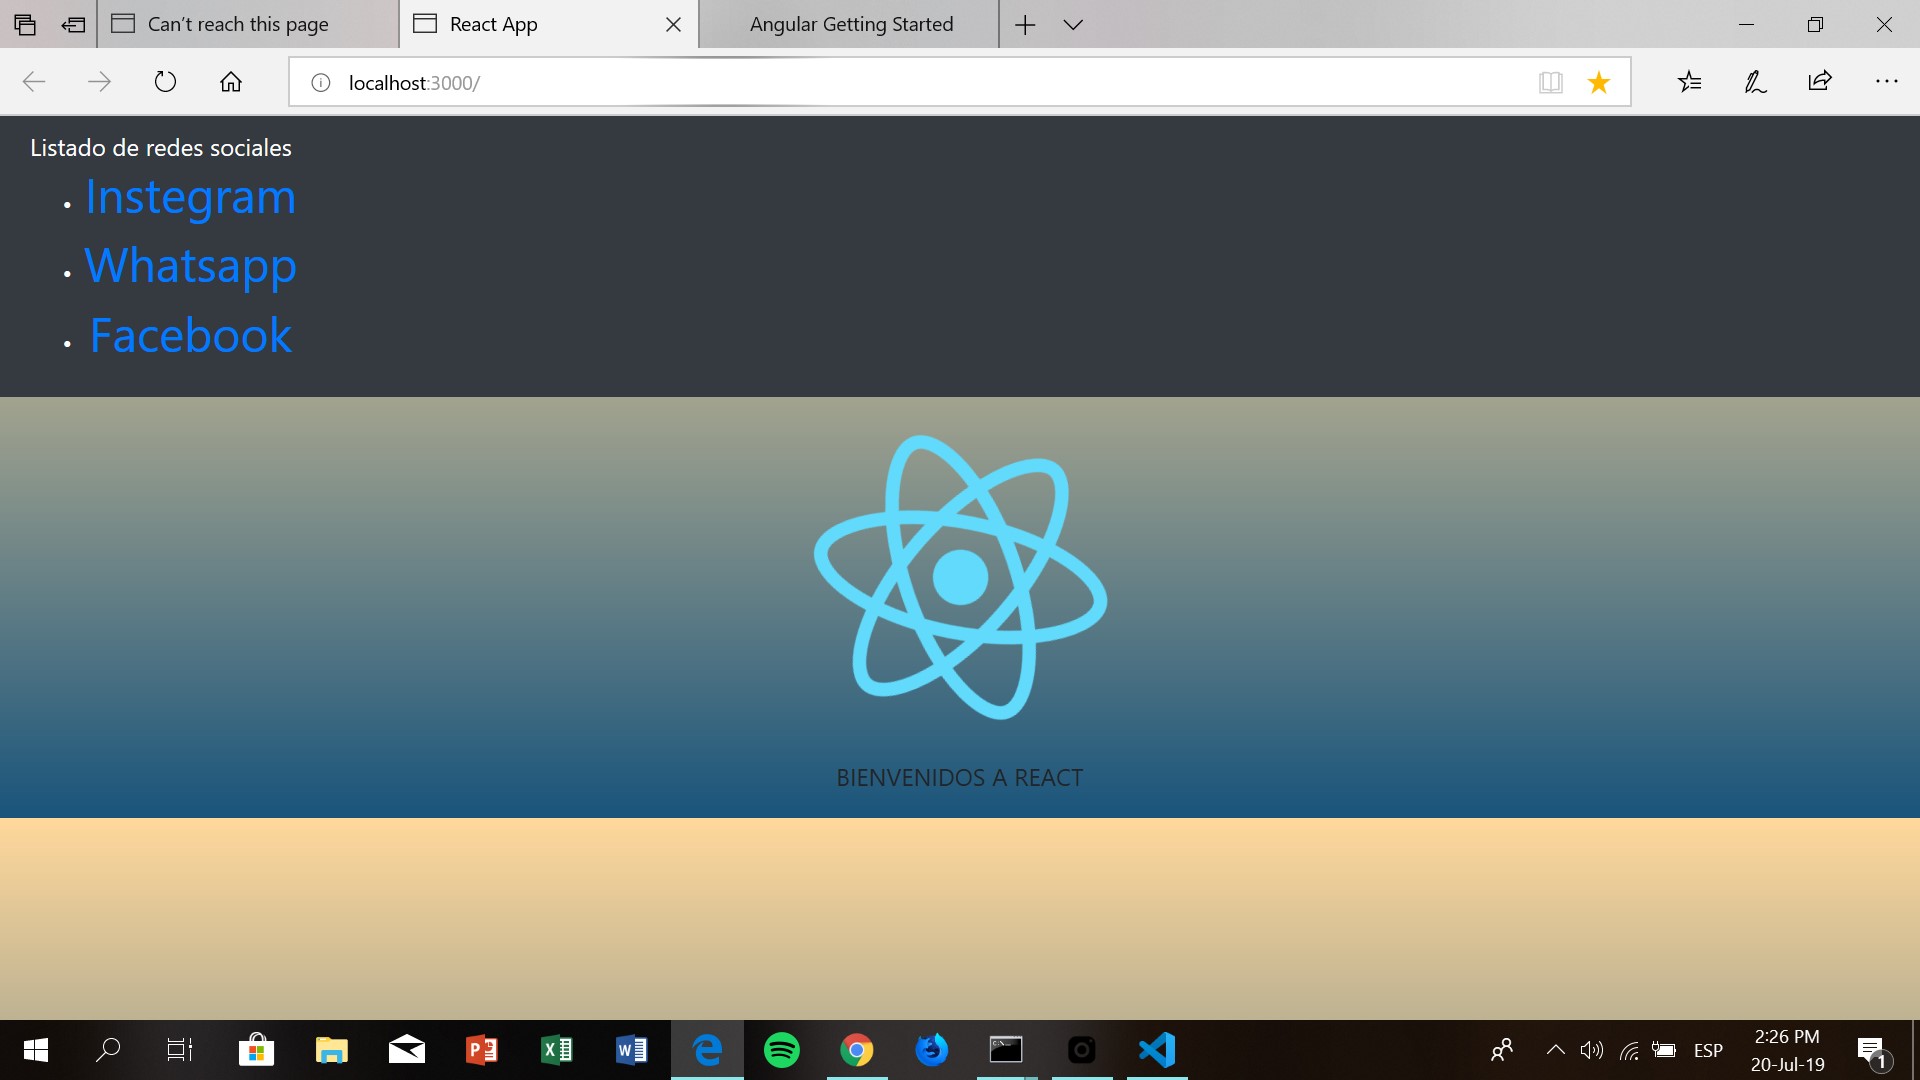 Can't reach this page
React App
Angular Getting Started
localhost:3000/
Listado de redes sociales
• Instegram
• Whatsapp
• Facebook
BIENVENIDOS A REACT
ESP
2:26 PM
20-Jul-19
1